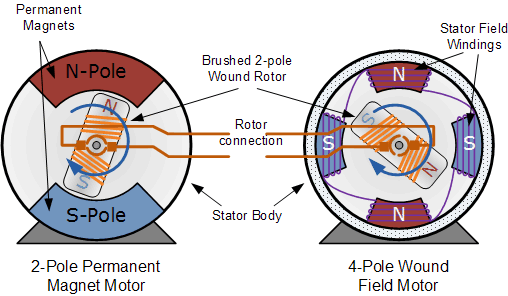 Permanent
Magnets
N-Pole
N
S
S-Pole
2-Pole Permanent
Magnet Motor
Brushed 2-pole
Wound Rotor
Rotor
connection
Stator Body
Stator Field
Windings
N
S
S
S
N
N
4-Pole Wound
Field Motor